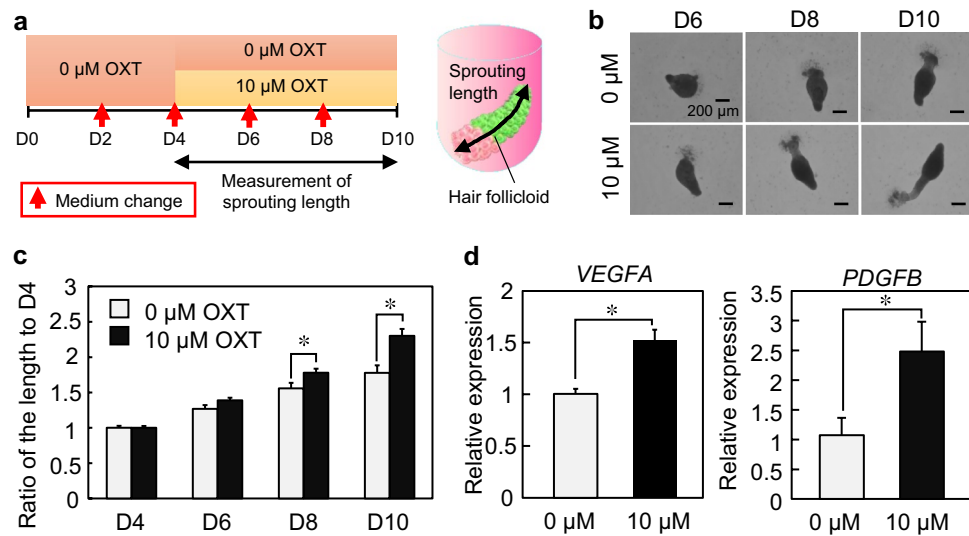 a
0 μM OXT
0 μM OXT
10 μM OXT
D0 D2 D4 D6 D8 D10
Medium change
Measurement of
sprouting length
Sprouting
length
Hair follicloid
b
D6 D8 D10
0 μM
200 μm
10 μM
c
Ratio of the length to D4
3
2.5
2
1.5
1
0.5
0
0 μM OXT
10 μM OXT
*
*
D4 D6 D8 D10
d
VEGFA
Relative expression
2
1.5
1
0.5
0
*
0 μM 10 μM
PDGFB
Relative expression
3.5
3
2.5
2
1.5
1
0.5
0
*
0 μM 10 μM